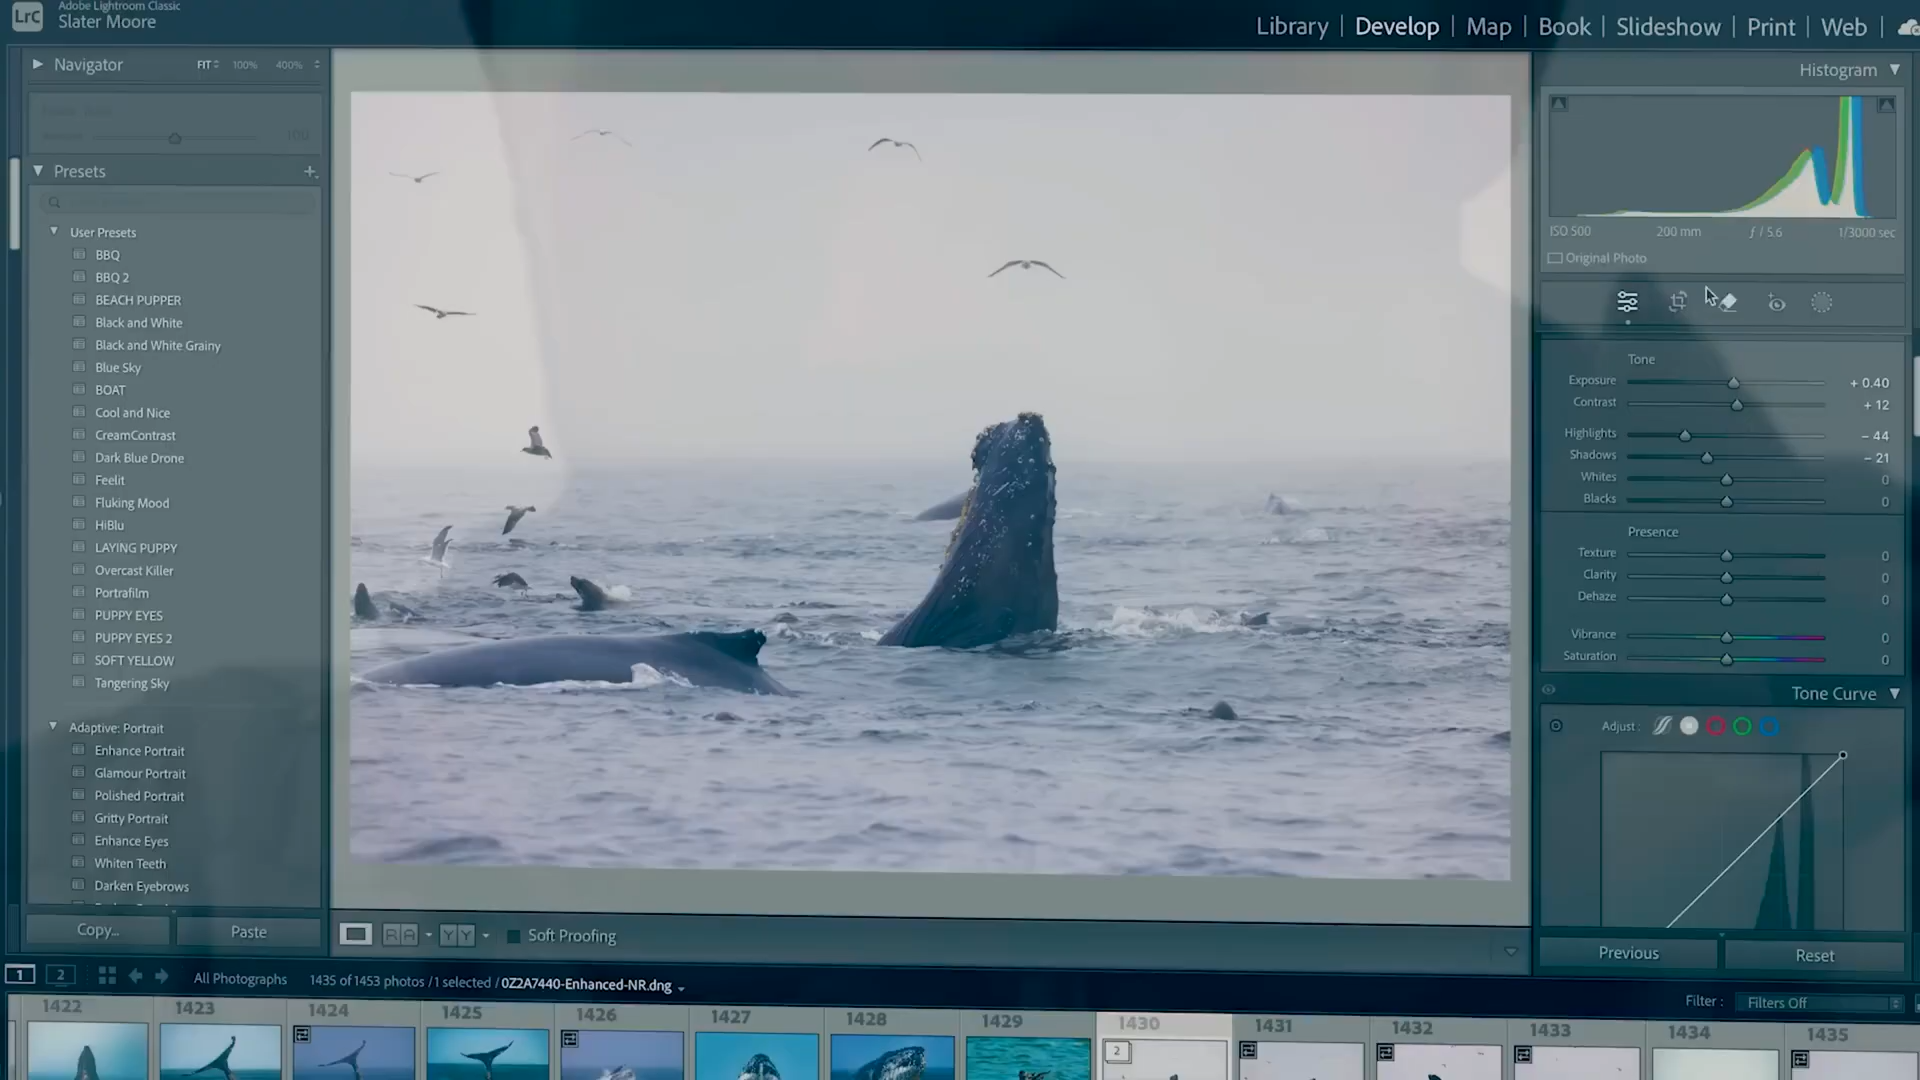 Adobe Lightroom Classic
LrC
Slater Moore
Library | Develop | Map | Book | Slideshow | Print | Web |
Navigator FIT 100% 400%
100
Presets
User Presets
BBQ
BBQ 2
BEACH PUPPER
Black and White
Black and White Grainy
Blue Sky
BOAT
Cool and Nice
CreamContrast
Dark Blue Drone
Feelit
Fluking Mood
HiBlu
LAYING PUPPY
Overcast Killer
Portrafilm
PUPPY EYES
PUPPY EYES 2
SOFT YELLOW
Tangering Sky
Adaptive: Portrait
Enhance Portrait
Glamour Portrait
Polished Portrait
Gritty Portrait
Enhance Eyes
Whiten Teeth
Darken Eyebrows
Copy... Paste
RA YY Soft Proofing
Histogram
ISO 500 200 mm ƒ / 5.6 1/3000 sec
Original Photo
Tone
Exposure + 0.40
Contrast + 12
Highlights - 44
Shadows - 21
Whites 0
Blacks 0
Presence
Texture 0
Clarity 0
Dehaze 0
Vibrance 0
Saturation 0
Tone Curve
Adjust :
Previous Reset
1 2 All Photographs 1435 of 1453 photos / 1 selected / 0Z2A7440-Enhanced-NR.dng
Filter : Filters Off
1422 1423 1424 1425 1426 1427 1428 1429 1430 1431 1432 1433 1434 1435
2